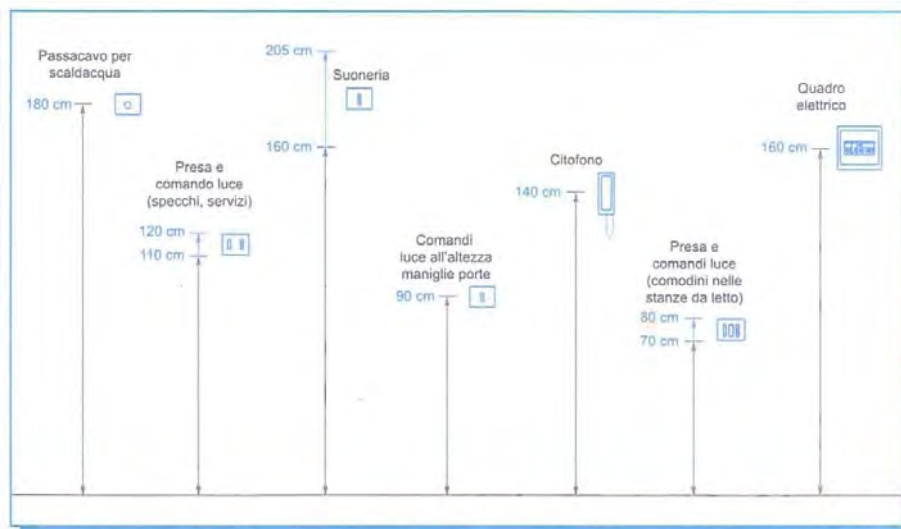 Passacavo per
scaldacqua
180 cm
Presa e
comando luce
(specchi, servizi)
120 cm
110 cm
205 cm
Suoneria
160 cm
Comandi
luce all'altezza
maniglie porte
90 cm
Citofono
140 cm
Presa e
comandi luce
(comodini nelle
stanze da letto)
80 cm
70 cm
Quadro
elettrico
160 cm